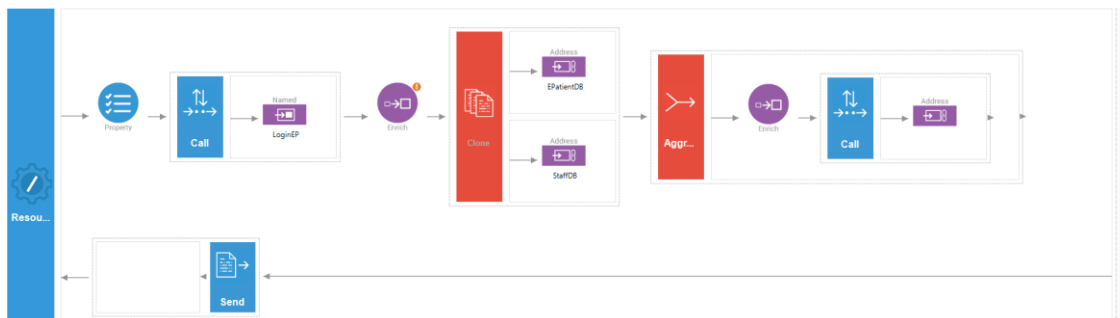 Resou...
Property
Call
Named
LoginEP
Enrich
Clone
Address
EPatientDB
Address
StaffDB
Aggr...
Enrich
Call
Address
Send